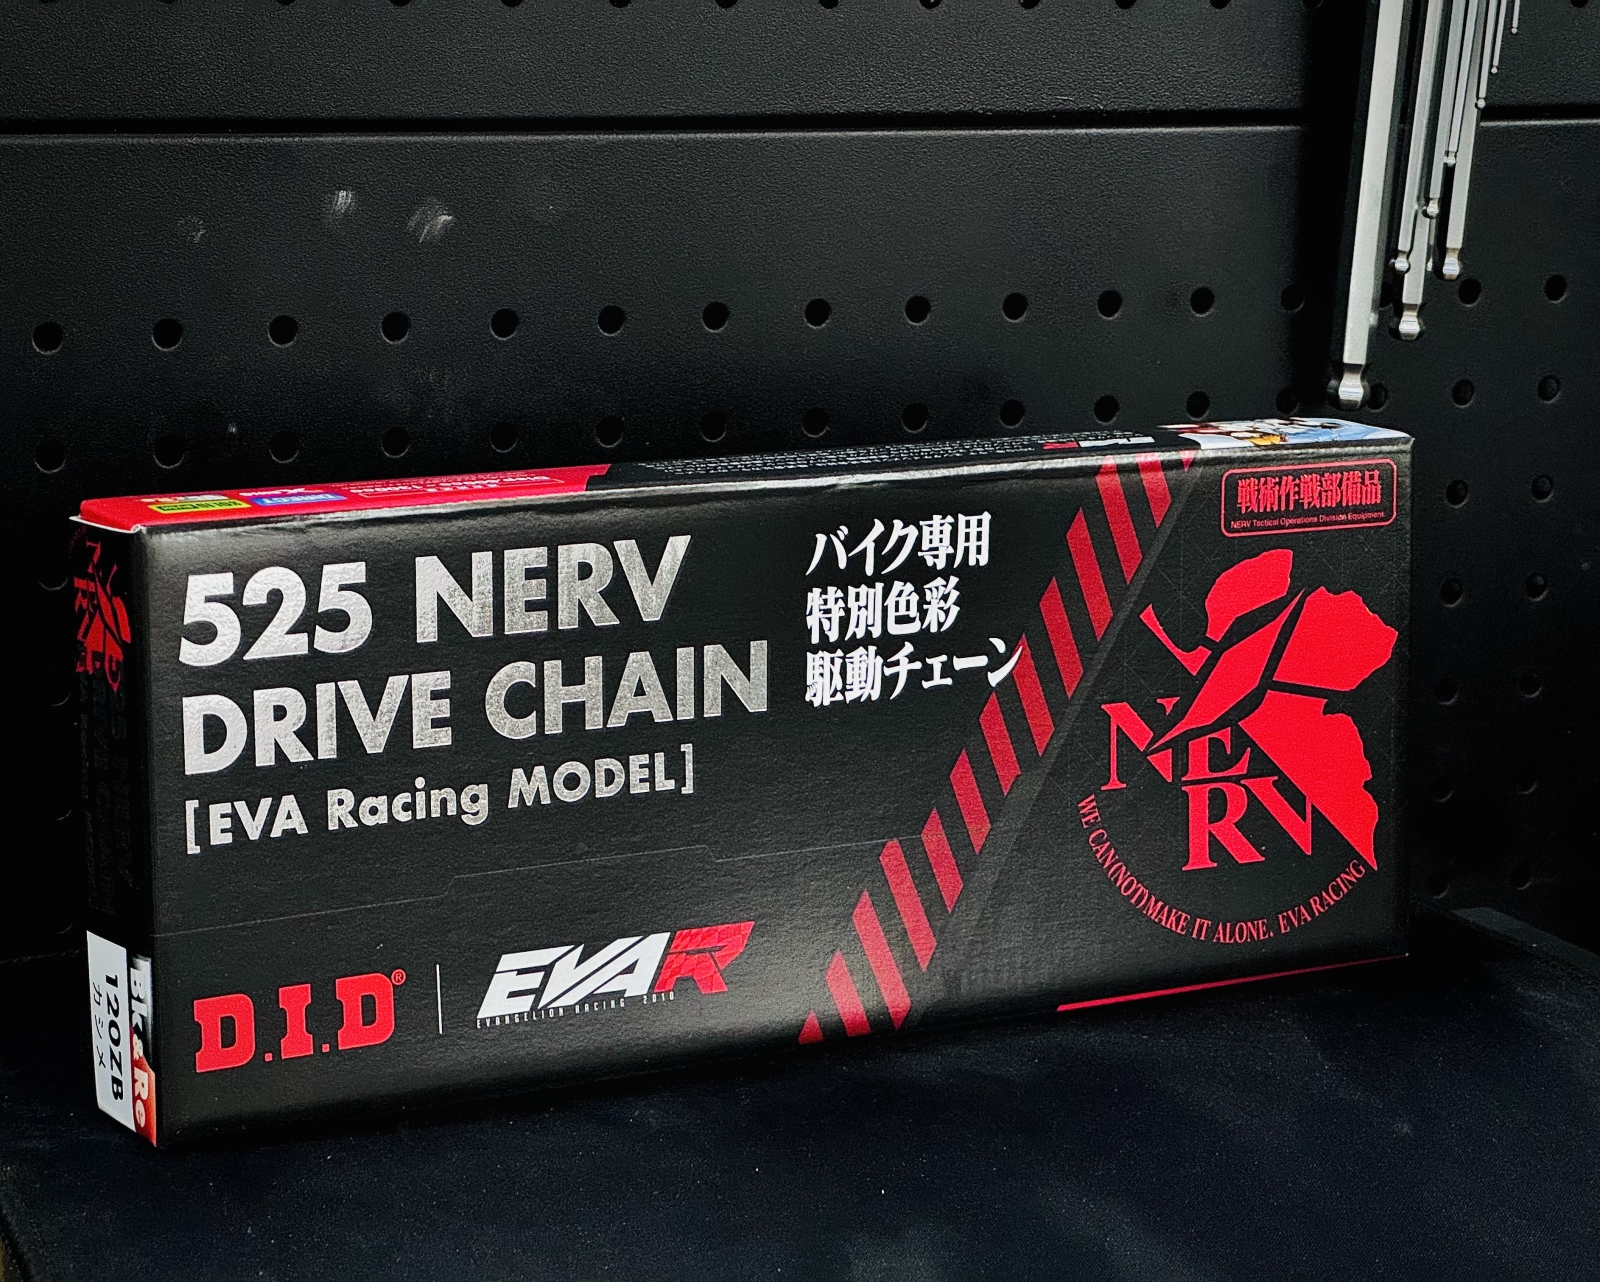 525 NERV
DRIVE CHAIN
[EVA Racing MODEL]
バイク専用
特別色彩
駆動チェーン
戦術作戦部備品
NERV Tactical Operations Division Equipment.
NERV
WE CAN(NOT)MAKE IT ALONE. EVA RACING
D.I.D®
EVAR
EVANGELION RACING 2010
BK&Re
120ZB
カシメ